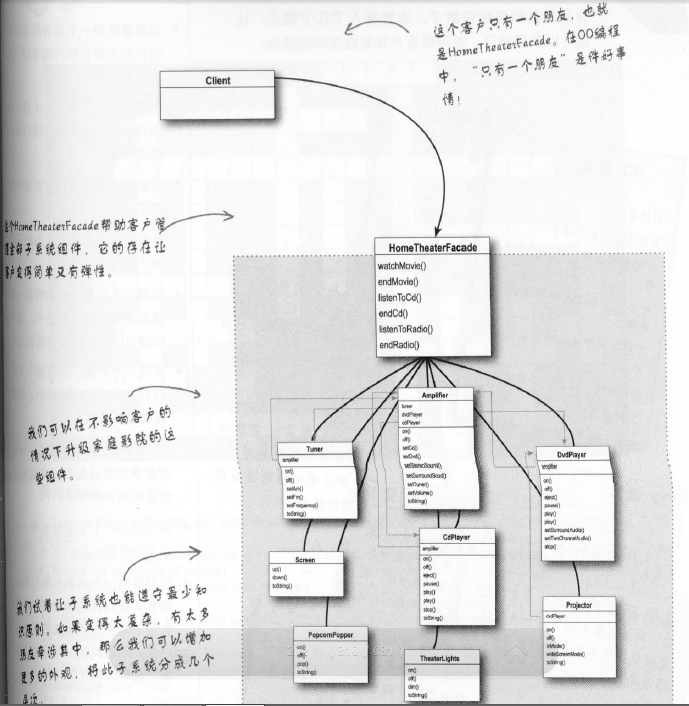 这个客户只有一个朋友，也就
是HomeTheaterFacade。在OO编程
中，“只有一个朋友”是件好事
情！
Client
这个HomeTheaterFacade帮助客户管
理全部子系统组件，它的存在让
客户变得简单又有弹性。
HomeTheaterFacade
watchMovie()
endMovie()
listenToCd()
endCd()
listenToRadio()
endRadio()
我们可以在不影响客户的
情况下升级家庭影院的这
些组件。
Amplifier
tuner
dvdPlayer
cdPlayer
on()
off()
setCd()
setDvd()
setStereoSound()
setSurroundSoud()
setTuner()
setVolume()
toString()
Tuner
amplifier
on()
off()
setAm()
setFm()
setFrequency()
toString()
DvdPlayer
amplifier
on()
off()
eject()
pause()
play()
play()
setSurroundAudio()
setTwoChannelAudio()
stop()
Screen
up()
down()
toString()
CdPlayer
amplifier
on()
off()
eject()
pause()
play()
play()
stop()
toString()
我们试着让子系统也能遵守最少知
识原则。如果变得太复杂，有太多
朋友牵涉其中，那么我们可以增加
更多的外观，将此子系统分成几个
层次。
PopcornPopper
on()
off()
pop()
toString()
Projector
dvdPlayer
on()
off()
tvMode()
wideScreenMode()
toString()
TheaterLights
on()
off()
dim()
toString()